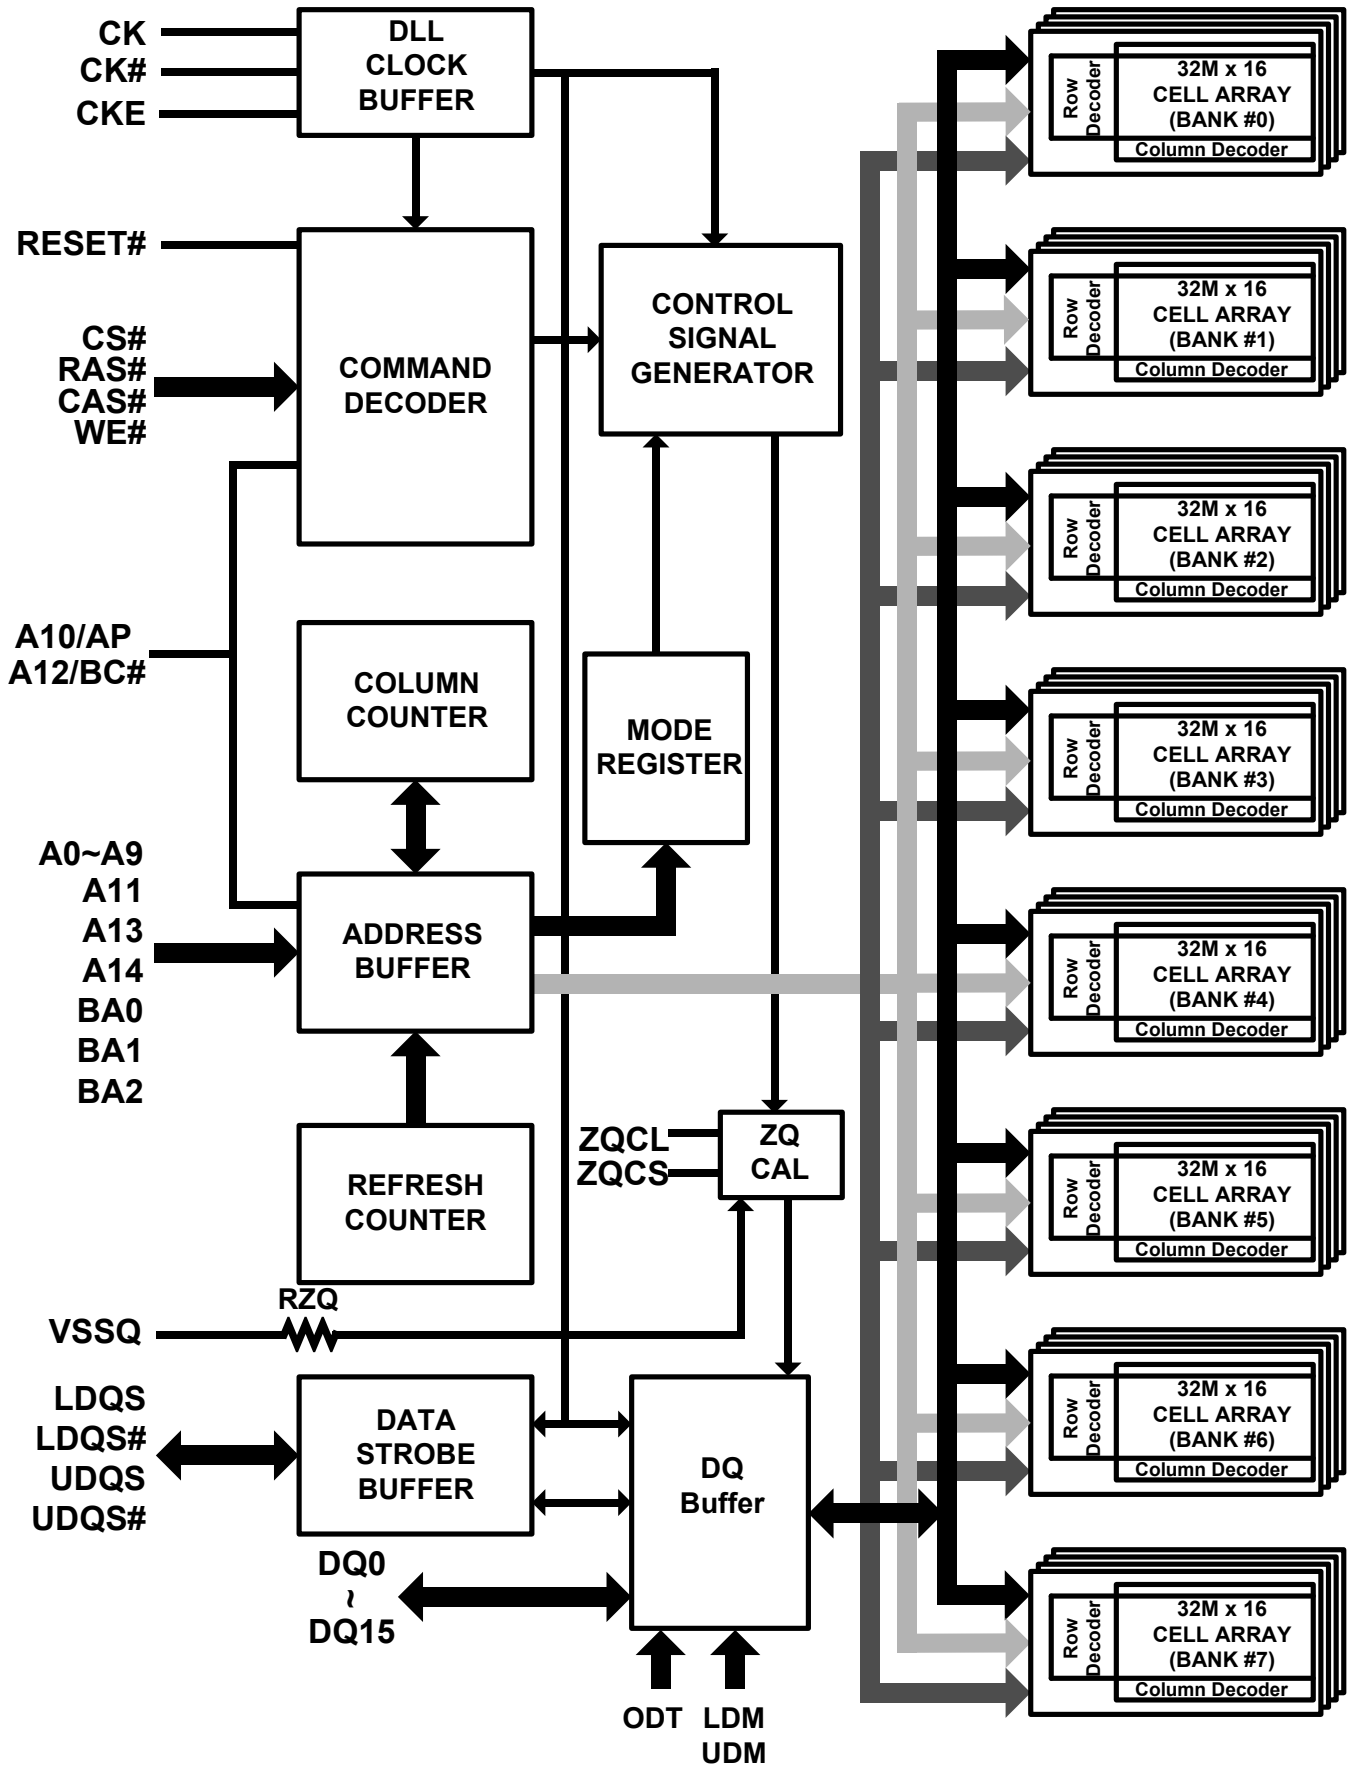 CK
CK#
CKE
DLL
CLOCK
BUFFER
RESET#
CS#
RAS#
CAS#
WE#
COMMAND
DECODER
CONTROL
SIGNAL
GENERATOR
A10/AP
A12/BC#
COLUMN
COUNTER
MODE
REGISTER
A0~A9
A11
A13
A14
BA0
BA1
BA2
ADDRESS
BUFFER
REFRESH
COUNTER
ZQCL
ZQCS
ZQ
CAL
RZQ
VSSQ
LDQS
LDQS#
UDQS
UDQS#
DATA
STROBE
BUFFER
DQ
Buffer
DQ0
~
DQ15
ODT
LDM
UDM
Row
Decoder
32M x 16
CELL ARRAY
(BANK #0)
Column Decoder
Row
Decoder
32M x 16
CELL ARRAY
(BANK #1)
Column Decoder
Row
Decoder
32M x 16
CELL ARRAY
(BANK #2)
Column Decoder
Row
Decoder
32M x 16
CELL ARRAY
(BANK #3)
Column Decoder
Row
Decoder
32M x 16
CELL ARRAY
(BANK #4)
Column Decoder
Row
Decoder
32M x 16
CELL ARRAY
(BANK #5)
Column Decoder
Row
Decoder
32M x 16
CELL ARRAY
(BANK #6)
Column Decoder
Row
Decoder
32M x 16
CELL ARRAY
(BANK #7)
Column Decoder